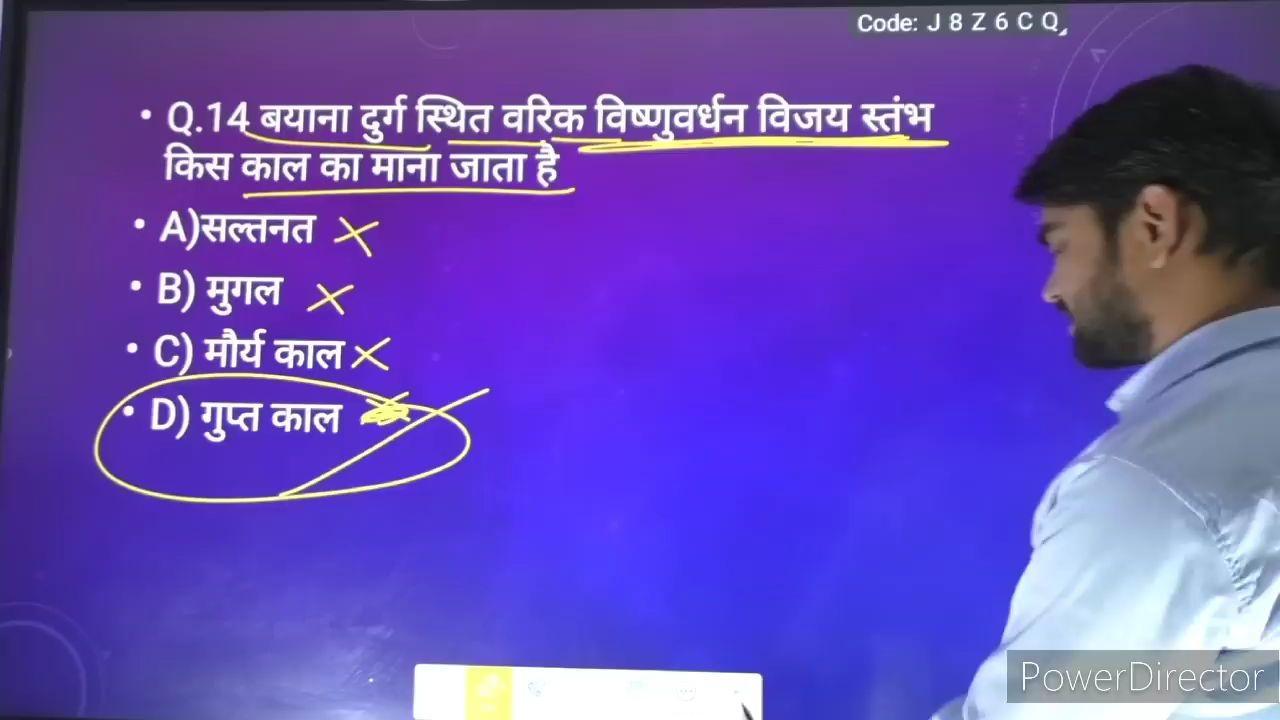 Code: J 8 Z 6 C Q
• Q.14 बयाना दुर्ग स्थित वरिक विष्णुवर्धन विजय स्तंभ
किस काल का माना जाता है
• A)सल्तनत
• B) मुगल
• C) मौर्य काल
• D) गुप्त काल
PowerDirector